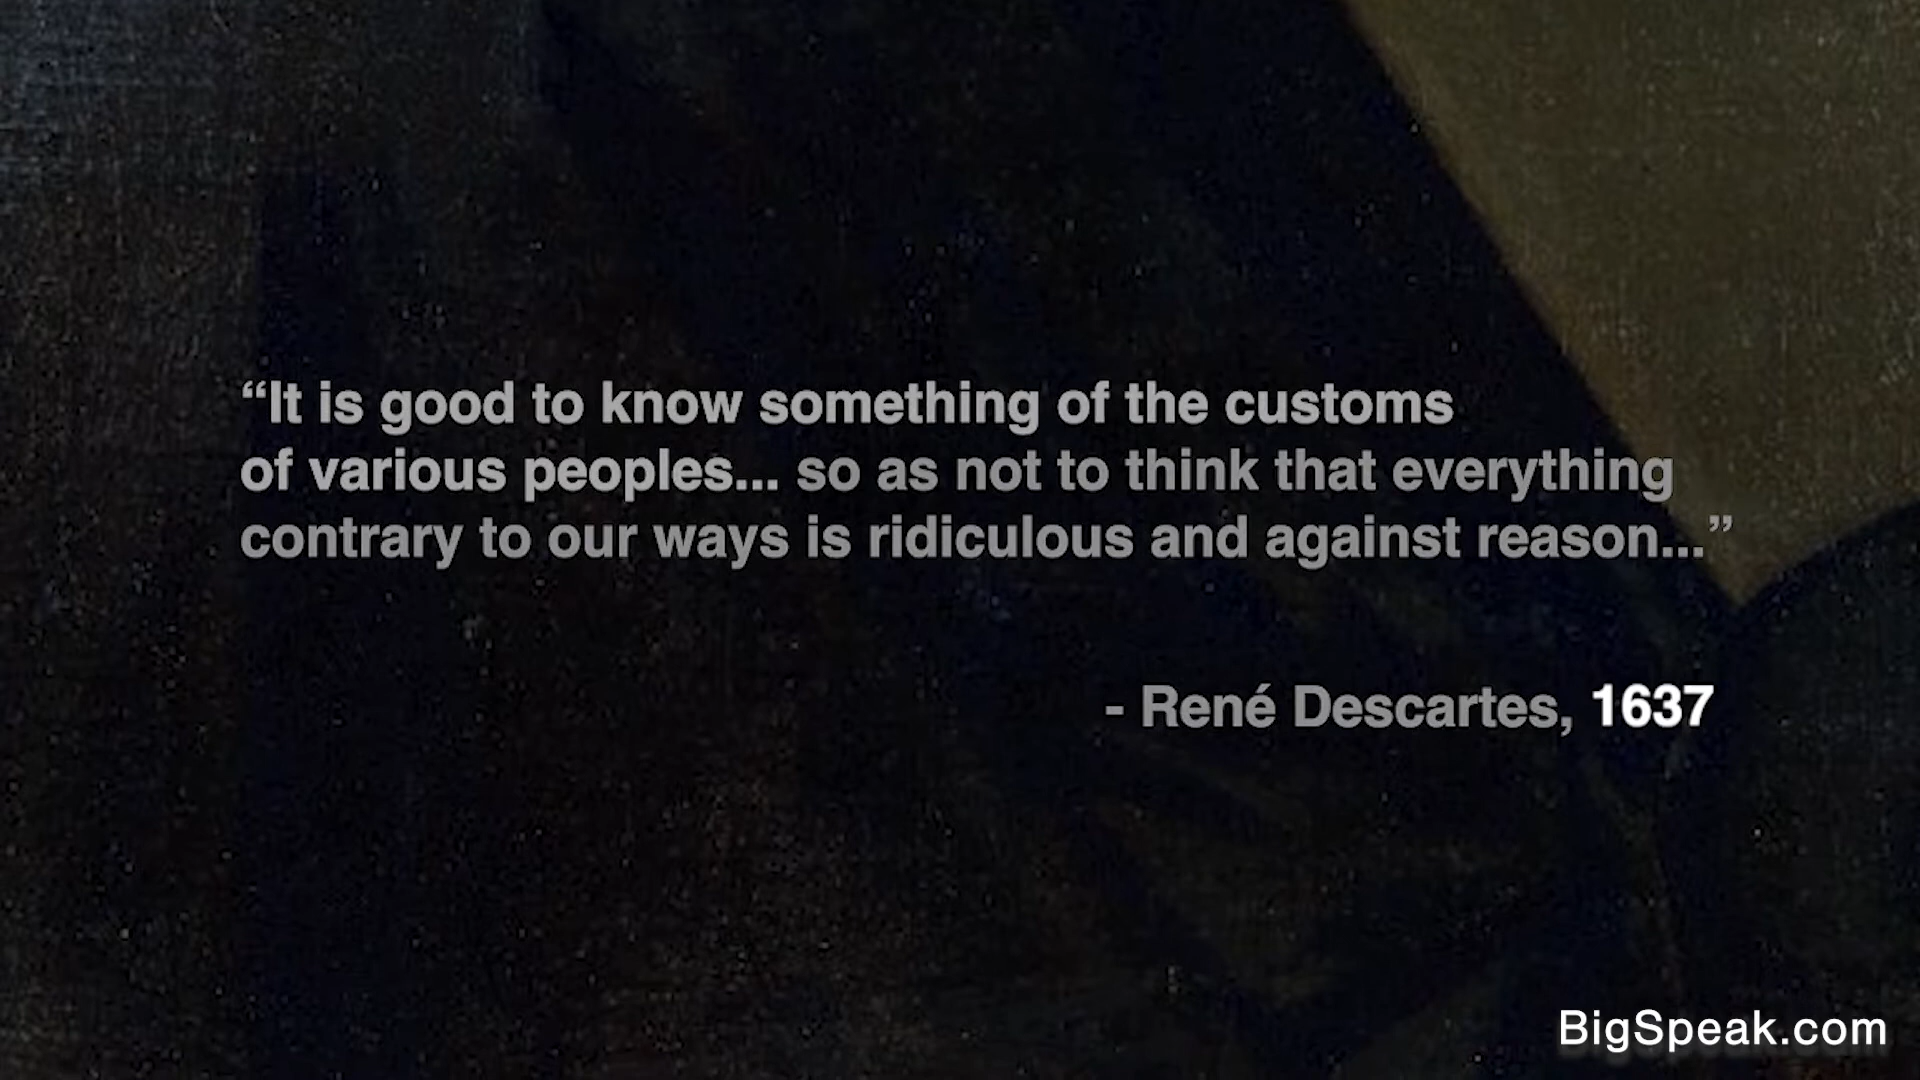 “It is good to know something of the customs
of various peoples... so as not to think that everything
contrary to our ways is ridiculous and against reason...”
- René Descartes, 1637
BigSpeak.com